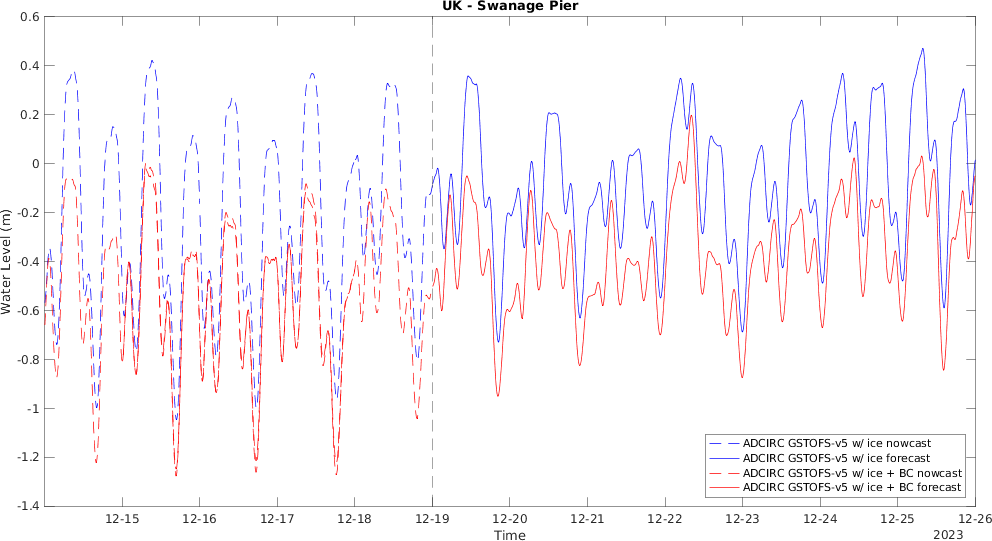 UK - Swanage Pier
0.6
0.4
0.2
0
-0.2
-0.4
-0.6
-0.8
-1
-1.2
-1.4
Water Level (m)
ADCIRC GSTOFS-v5 w/ ice nowcast
ADCIRC GSTOFS-v5 w/ ice forecast
ADCIRC GSTOFS-v5 w/ ice + BC nowcast
ADCIRC GSTOFS-v5 w/ ice + BC forecast
12-15 12-16 12-17 12-18 12-19 12-20 12-21 12-22 12-23 12-24 12-25 12-26
Time
2023